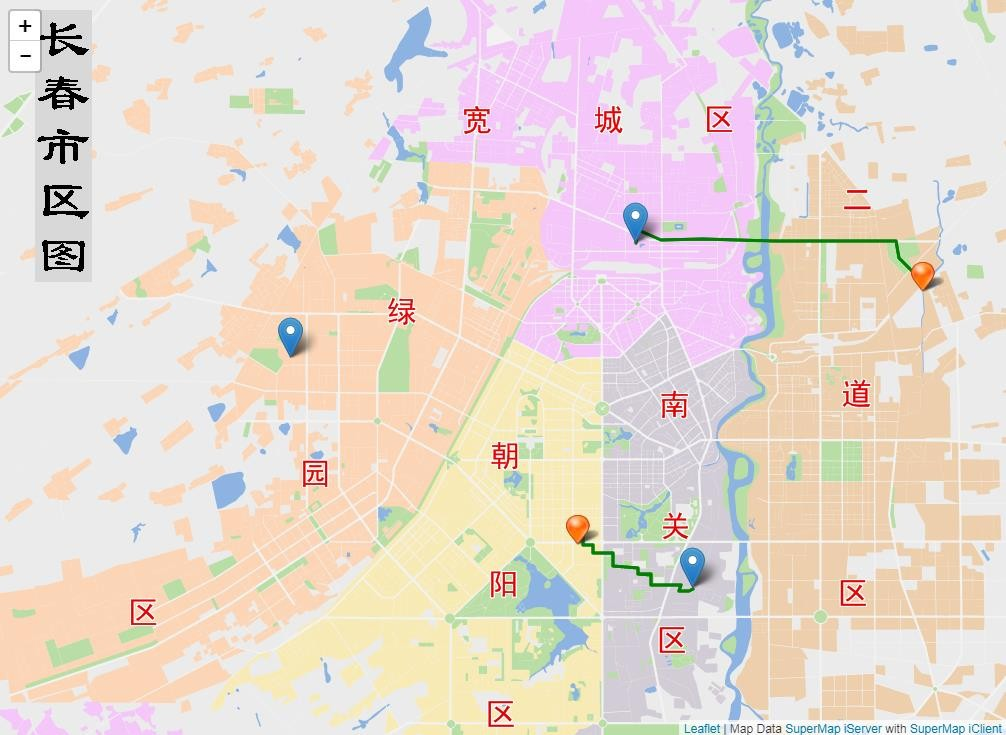 +
−
长
春
市
区
图
宽 城 区
二
道
区
绿
园
区
朝
阳
区
南
关
区
Leaflet | Map Data SuperMap iServer with SuperMap iClient